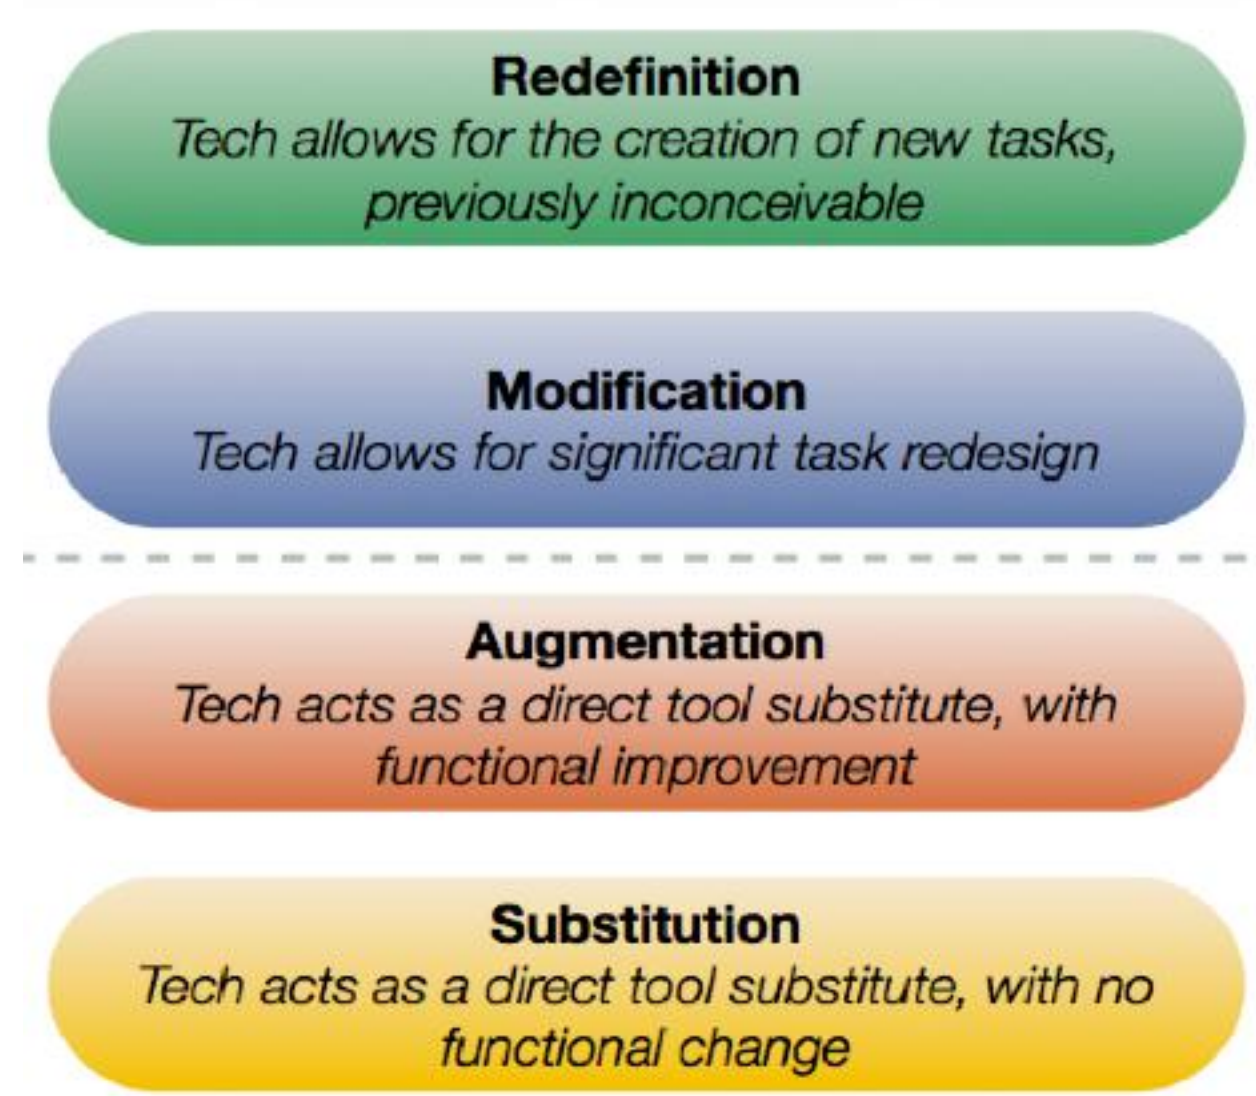 Redefinition
Tech allows for the creation of new tasks,
previously inconceivable
Modification
Tech allows for significant task redesign
Augmentation
Tech acts as a direct tool substitute, with
functional improvement
Substitution
Tech acts as a direct tool substitute, with no
functional change